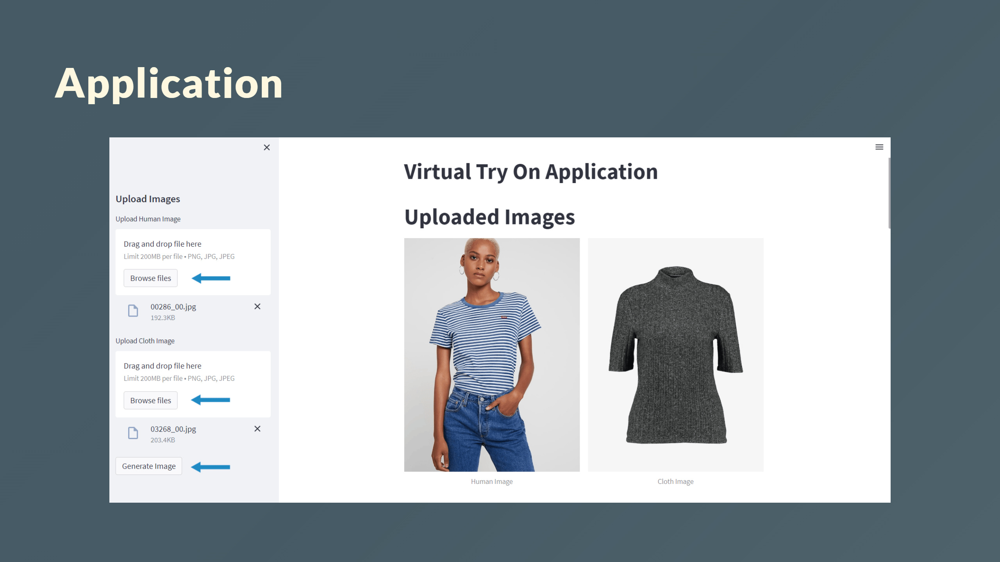 Application
Upload Images
Upload Human Image
Drag and drop file here
Limit 200MB per file • PNG, JPG, JPEG
Browse files
00286_00.jpg
192.3KB
Upload Cloth Image
Drag and drop file here
Limit 200MB per file • PNG, JPG, JPEG
Browse files
03268_00.jpg
203.4KB
Generate Image
Virtual Try On Application
Uploaded Images
Human Image
Cloth Image